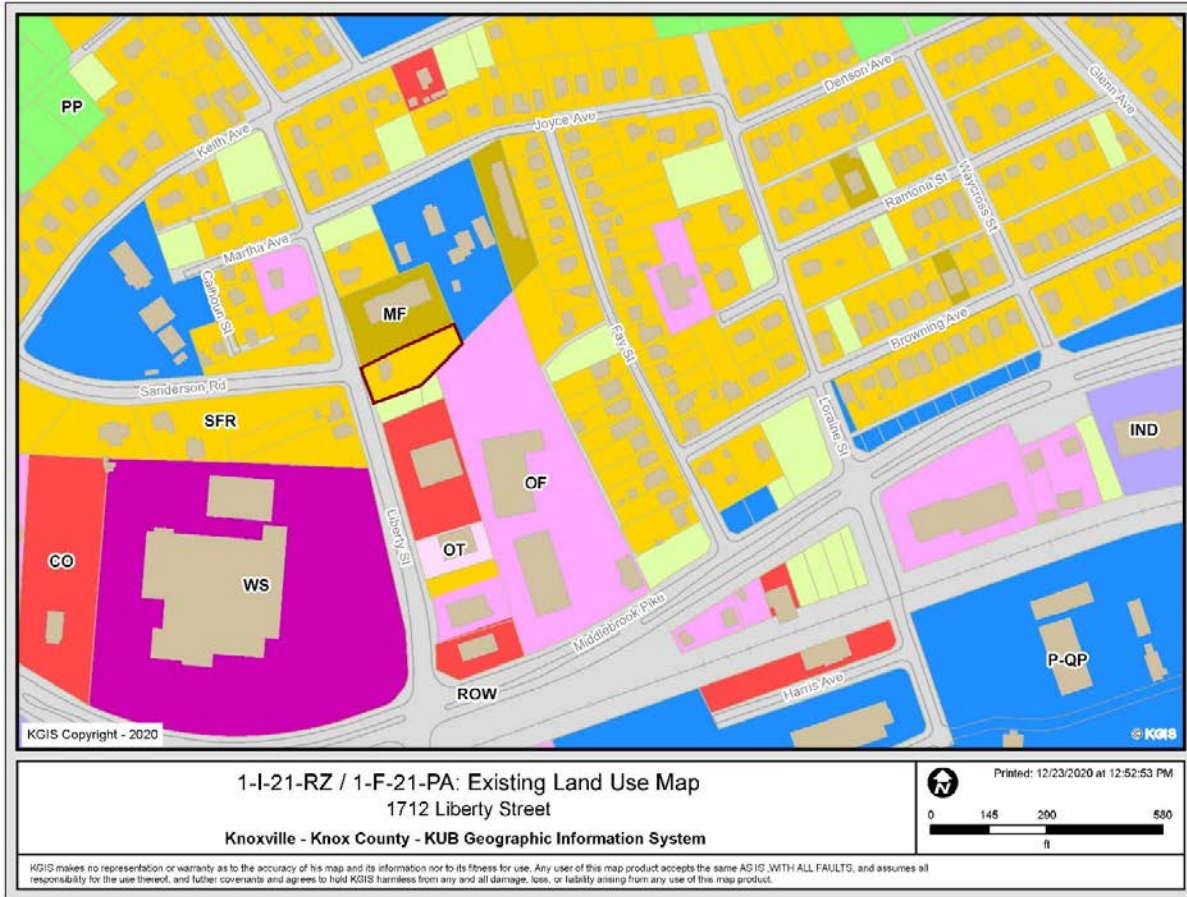 PP
Keith Ave
Joyce Ave
Denson Ave
Glenn Ave
Martha Ave
Calhoun St
Ramona St
Waycross St
MF
Fay St
Browning Ave
Sanderson Rd
SFR
Loraine St
IND
OF
Liberty St
OT
CO
WS
Middlebrook Pike
P-QP
ROW
Harris Ave
KGIS Copyright - 2020
© KGIS
1-I-21-RZ / 1-F-21-PA: Existing Land Use Map
1712 Liberty Street
Knoxville - Knox County - KUB Geographic Information System
N
Printed: 12/23/2020 at 12:52:53 PM
0 145 290 580
ft
KGIS makes no representation or warranty as to the accuracy of his map and its information nor to its fitness for use. Any user of this map product accepts the same AS IS ,WITH ALL FAULTS, and assumes all
responsibility for the use thereof, and futher covenants and agrees to hold KGIS harmless from any and all damage, loss, or liability arising from any use of this map product.